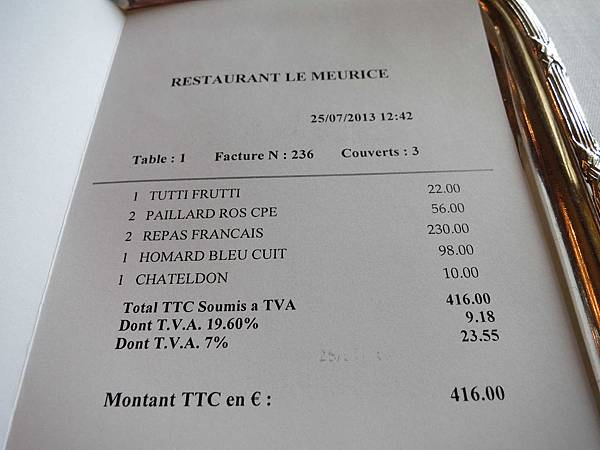 RESTAURANT LE MEURICE
25/07/2013 12:42
Table : 1 Facture N : 236 Couverts : 3
1 TUTTI FRUTTI 22.00
2 PAILLARD ROS CPE 56.00
2 REPAS FRANCAIS 230.00
1 HOMARD BLEU CUIT 98.00
1 CHATELDON 10.00
Total TTC Soumis a TVA 416.00
Dont T.V.A. 19.60% 9.18
Dont T.V.A. 7% 23.55
Montant TTC en € : 416.00